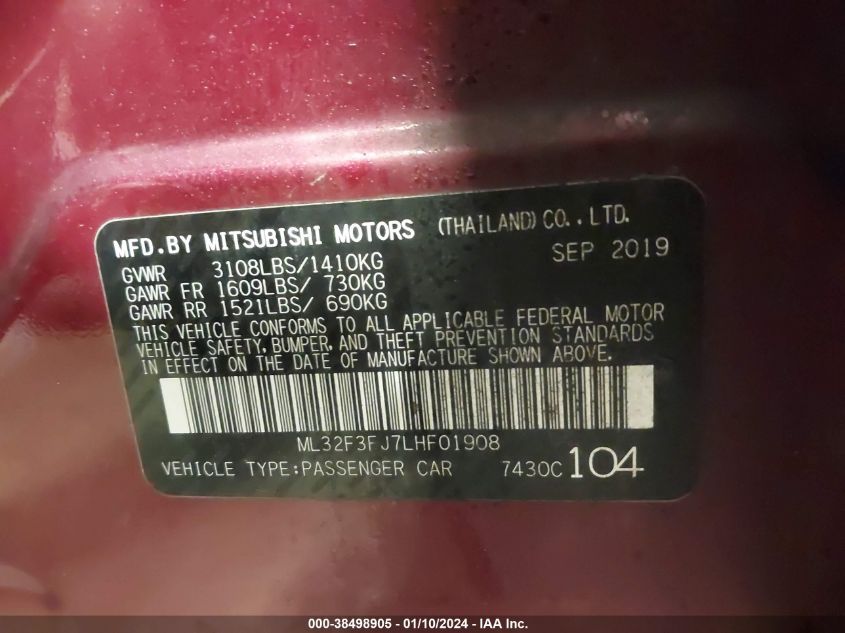 MFD.BY MITSUBISHI MOTORS (THAILAND) CO., LTD.
GVWR 3108LBS/1410KG SEP 2019
GAWR FR 1609LBS/ 730KG
GAWR RR 1521LBS/ 690KG
THIS VEHICLE CONFORMS TO ALL APPLICABLE FEDERAL MOTOR
VEHICLE SAFETY, BUMPER, AND THEFT PREVENTION STANDARDS
IN EFFECT ON THE DATE OF MANUFACTURE SHOWN ABOVE.
ML32F3FJ7LHF01908
VEHICLE TYPE:PASSENGER CAR 7430C 104
000-38498905 - 01/10/2024 - IAA Inc.